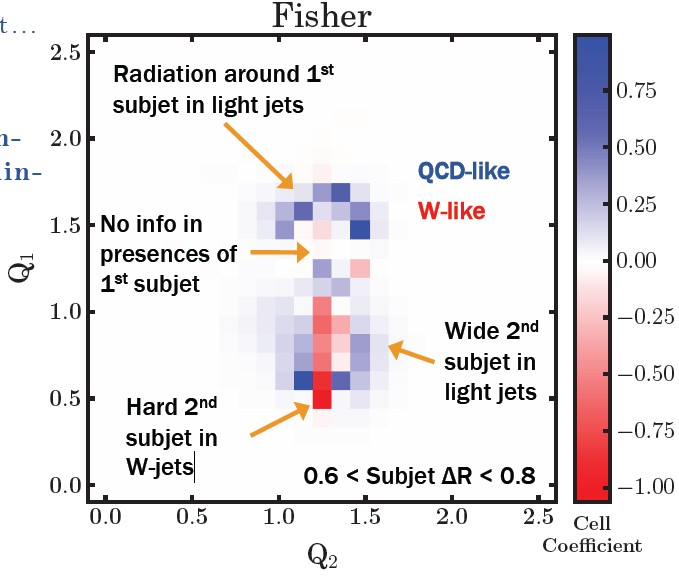 t...
Fisher
n-
in-
2.5
2.0
1.5
1.0
0.5
0.0
Q1
Radiation around 1st
subjet in light jets
QCD-like
W-like
No info in
presences of
1st subjet
Wide 2nd
subjet in
light jets
Hard 2nd
subjet in
W-jets
0.6 < Subjet ΔR < 0.8
0.0
0.5
1.0
1.5
2.0
2.5
Q2
0.75
0.50
0.25
0.00
−0.25
−0.50
−0.75
−1.00
Cell
Coefficient